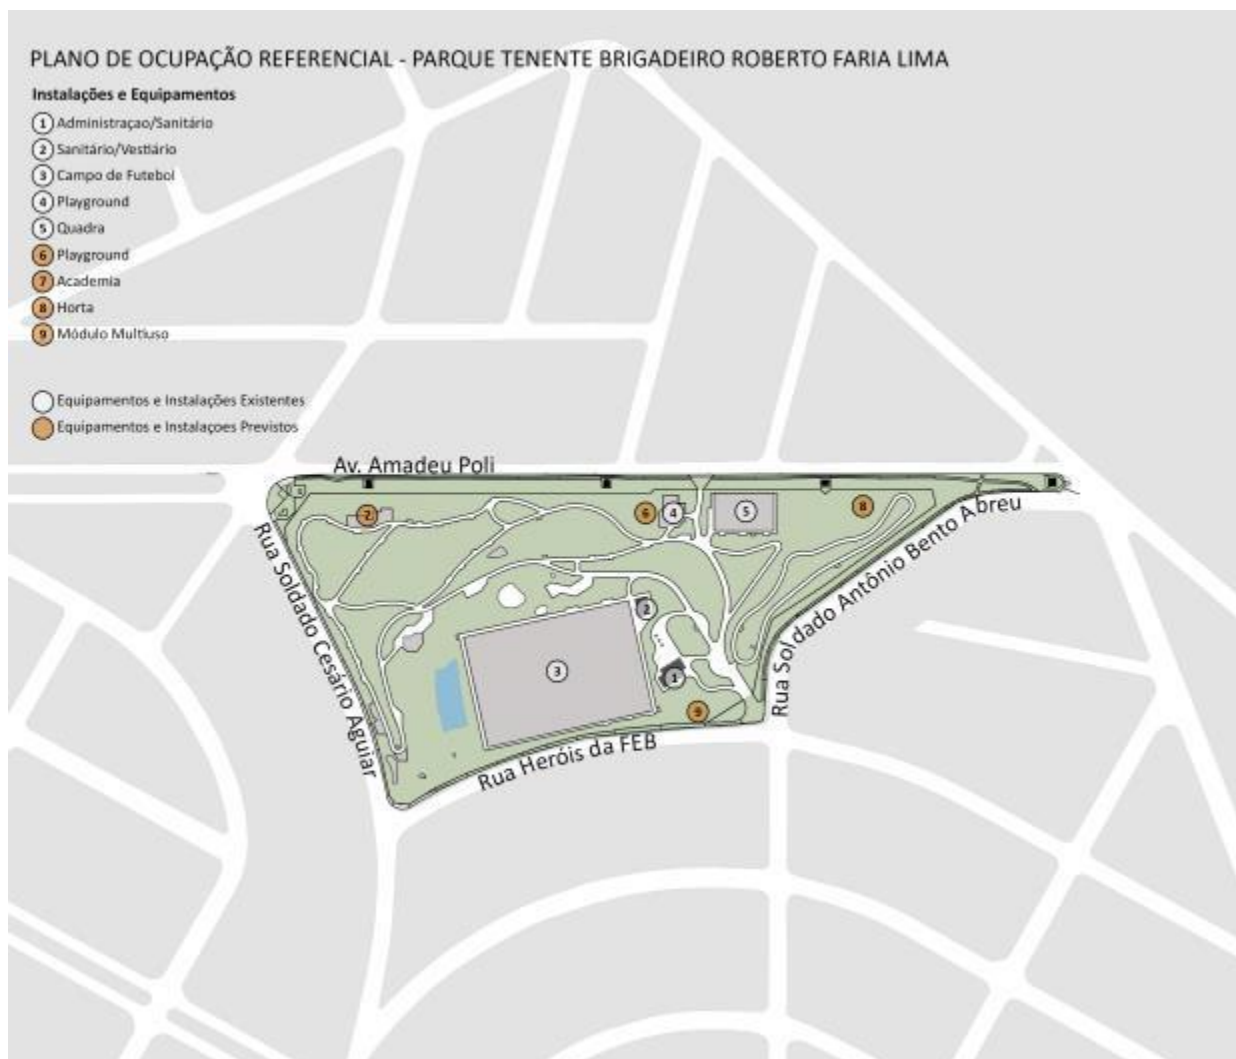 PLANO DE OCUPAÇÃO REFERENCIAL - PARQUE TENENTE BRIGADEIRO ROBERTO FARIA LIMA
Instalações e Equipamentos
1 Administraçao/Sanitário
2 Sanitário/Vestiário
3 Campo de Futebol
4 Playground
5 Quadra
6 Playground
7 Academia
8 Horta
9 Módulo Multiuso
Equipamentos e Instalações Existentes
Equipamentos e Instalaçoes Previstos
Av. Amadeu Poli
7
6
4
5
8
Rua Soldado Antônio Bento Abreu
Rua Soldado Cesário Aguiar
2
3
1
9
Rua Heróis da FEB